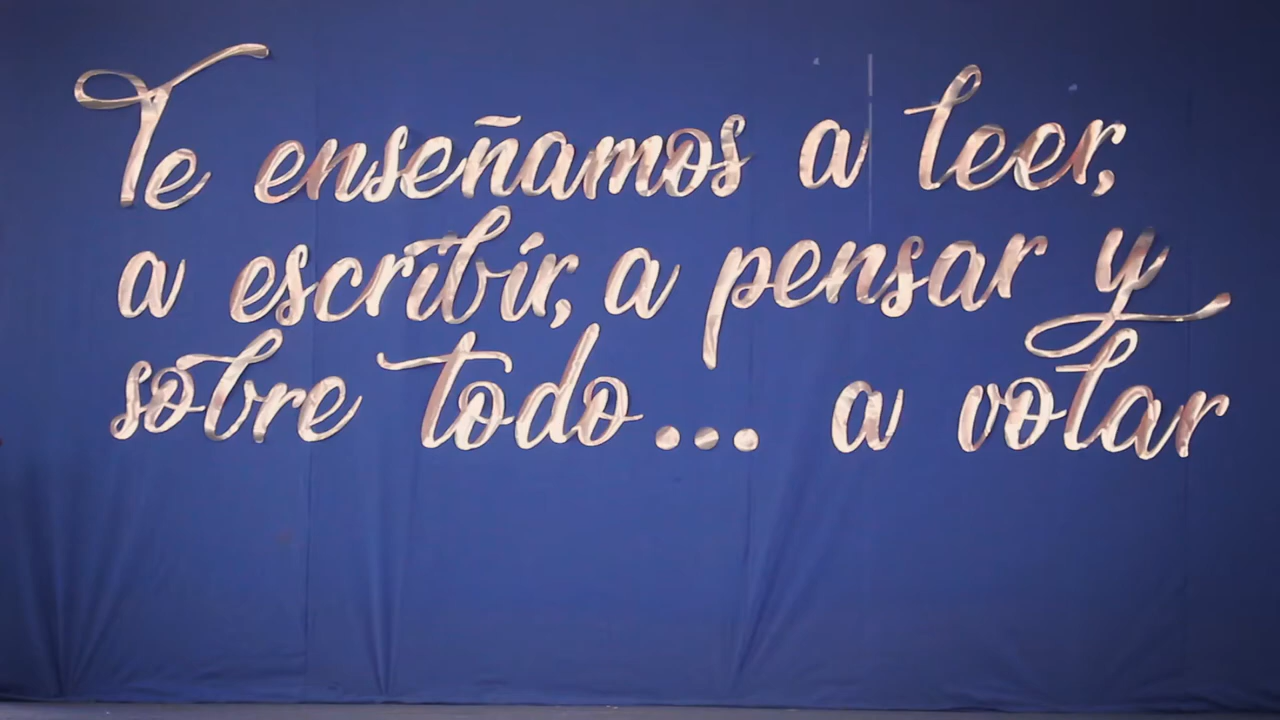 Te enseñamos a leer,
a escribir, a pensar y
sobre todo... a volar